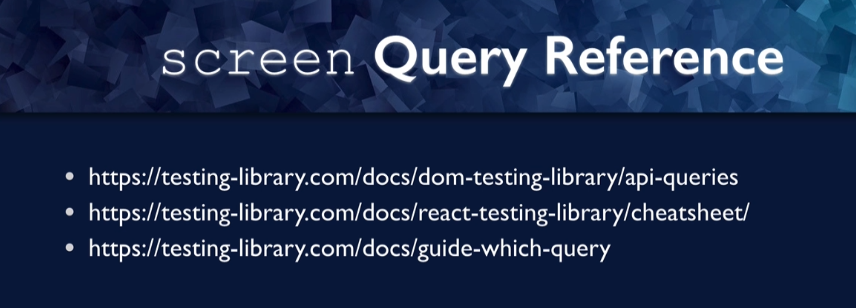 screen Query Reference
• https://testing-library.com/docs/dom-testing-library/api-queries
• https://testing-library.com/docs/react-testing-library/cheatsheet/
• https://testing-library.com/docs/guide-which-query